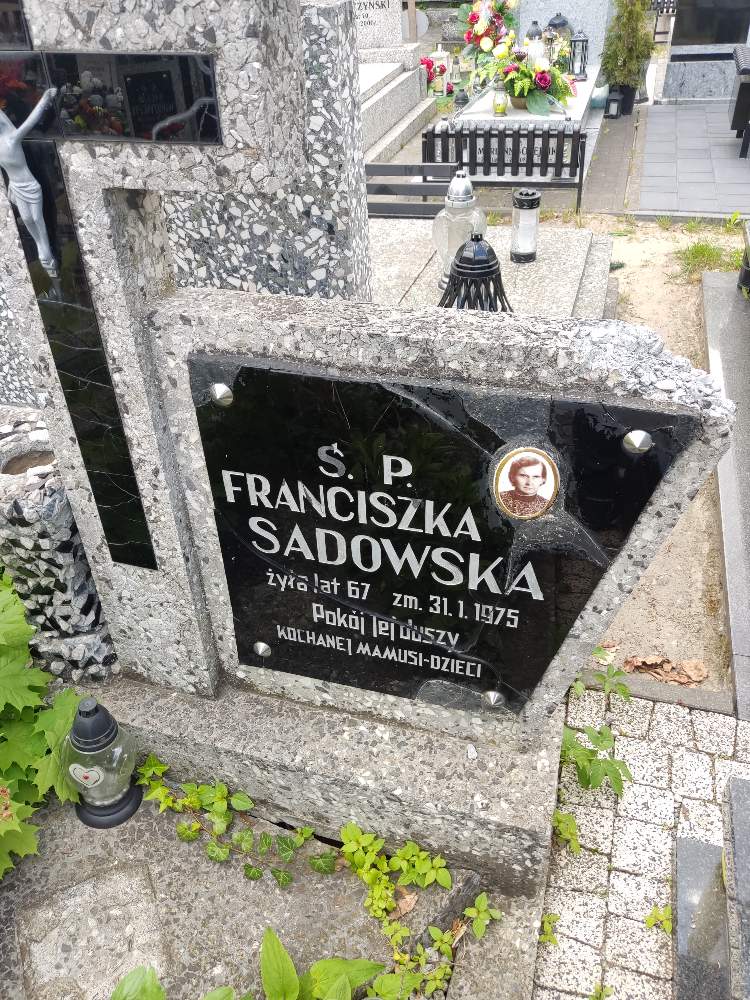 Ś. P.
FRANCISZKA
SADOWSKA
żyła lat 67 zm. 31. 1. 1975
Pokój jej duszy
KOCHANEJ MAMUSI-DZIECI